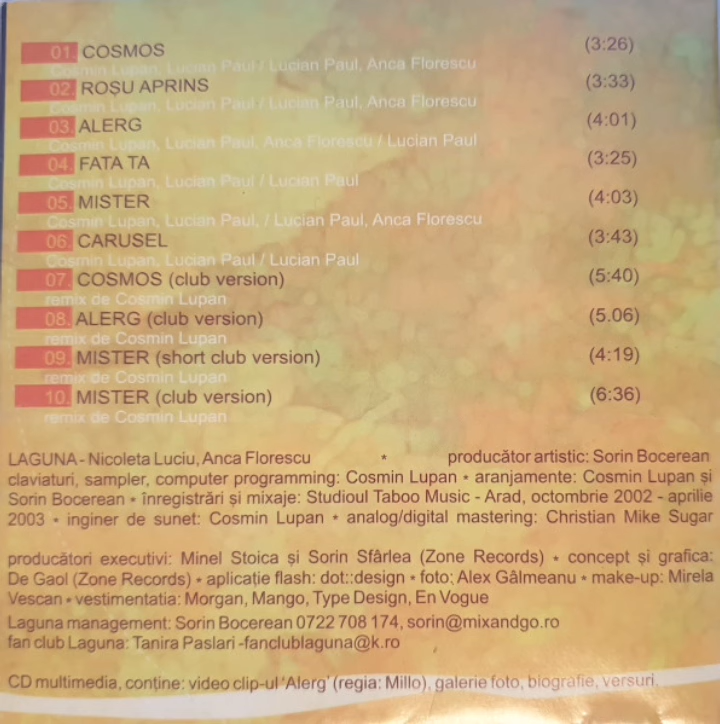 01. COSMOS (3:26)
Cosmin Lupan, Lucian Paul / Lucian Paul, Anca Florescu
02. ROȘU APRINS (3:33)
Cosmin Lupan, Lucian Paul / Lucian Paul, Anca Florescu
03. ALERG (4:01)
Cosmin Lupan, Lucian Paul, Anca Florescu / Lucian Paul
04. FATA TA (3:25)
Cosmin Lupan, Lucian Paul / Lucian Paul
05. MISTER (4:03)
Cosmin Lupan, Lucian Paul, / Lucian Paul, Anca Florescu
06. CARUSEL (3:43)
Cosmin Lupan, Lucian Paul / Lucian Paul
07. COSMOS (club version) (5:40)
remix de Cosmin Lupan
08. ALERG (club version) (5.06)
remix de Cosmin Lupan
09. MISTER (short club version) (4:19)
remix de Cosmin Lupan
10. MISTER (club version) (6:36)
remix de Cosmin Lupan
LAGUNA - Nicoleta Luciu, Anca Florescu * producător artistic: Sorin Bocerean
claviaturi, sampler, computer programming: Cosmin Lupan * aranjamente: Cosmin Lupan și
Sorin Bocerean * înregistrări și mixaje: Studioul Taboo Music - Arad, octombrie 2002 - aprilie
2003 * inginer de sunet: Cosmin Lupan * analog/digital mastering: Christian Mike Sugar
producători executivi: Minel Stoica și Sorin Sfârlea (Zone Records) * concept și grafica:
De Gaol (Zone Records) * aplicație flash: dot::design * foto: Alex Gâlmeanu * make-up: Mirela
Vescan * vestimentatia: Morgan, Mango, Type Design, En Vogue
Laguna management: Sorin Bocerean 0722 708 174, sorin@mixandgo.ro
fan club Laguna: Tanira Paslari -fanclublaguna@k.ro
CD multimedia, conține: video clip-ul 'Alerg' (regia: Millo), galerie foto, biografie, versuri.